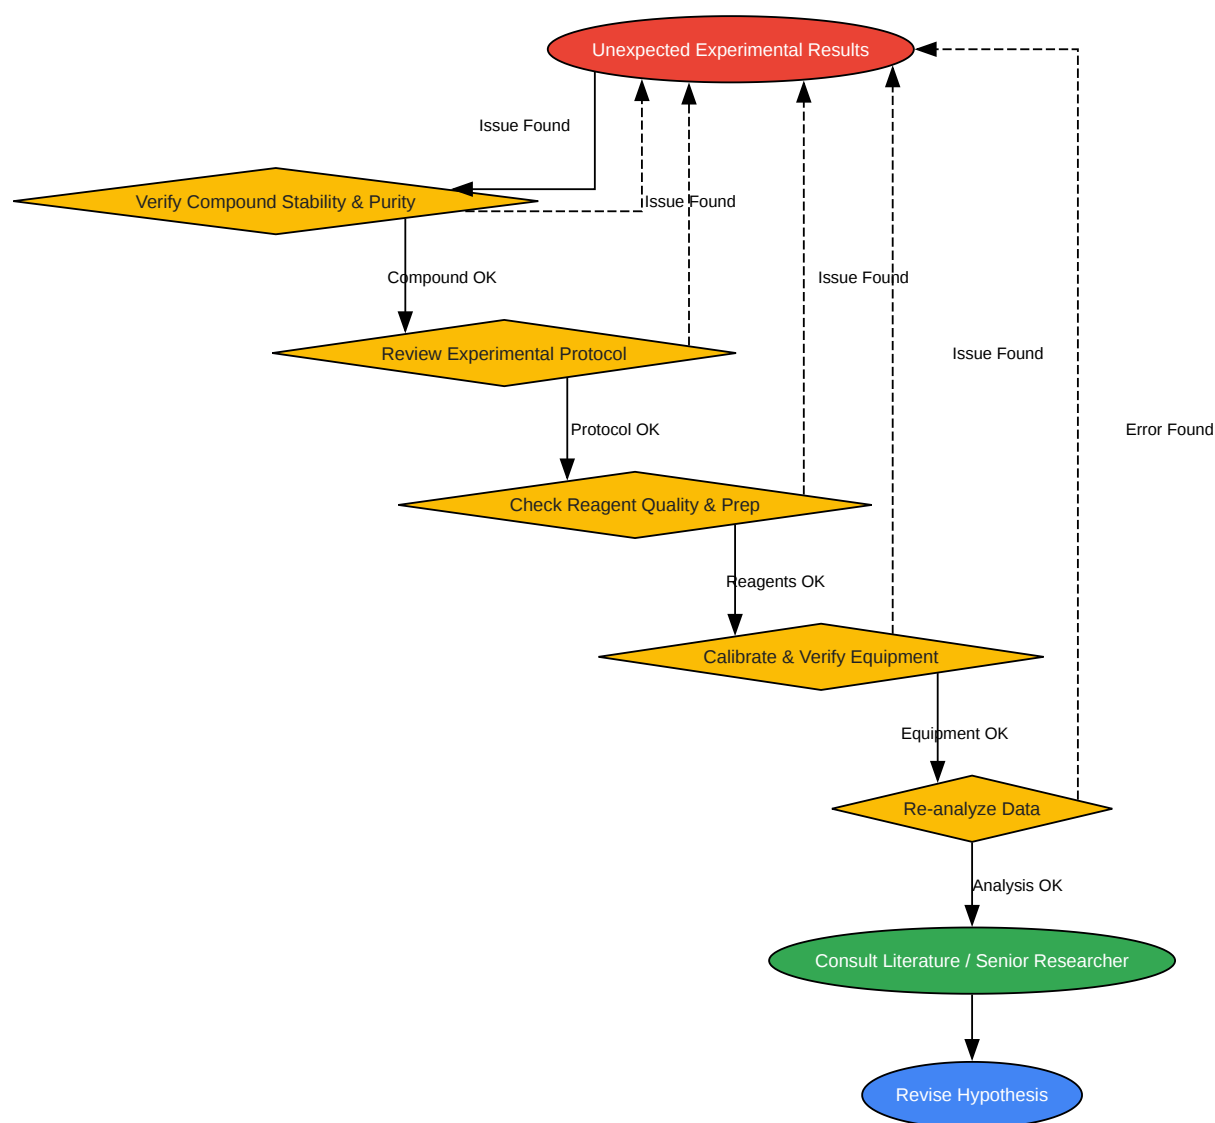 Unexpected Experimental Results
Issue Found
Verify Compound Stability & Purity
Issue Found
Compound OK
Issue Found
Review Experimental Protocol
Issue Found
Protocol OK
Error Found
Check Reagent Quality & Prep
Reagents OK
Calibrate & Verify Equipment
Equipment OK
Re-analyze Data
Analysis OK
Consult Literature / Senior Researcher
Revise Hypothesis